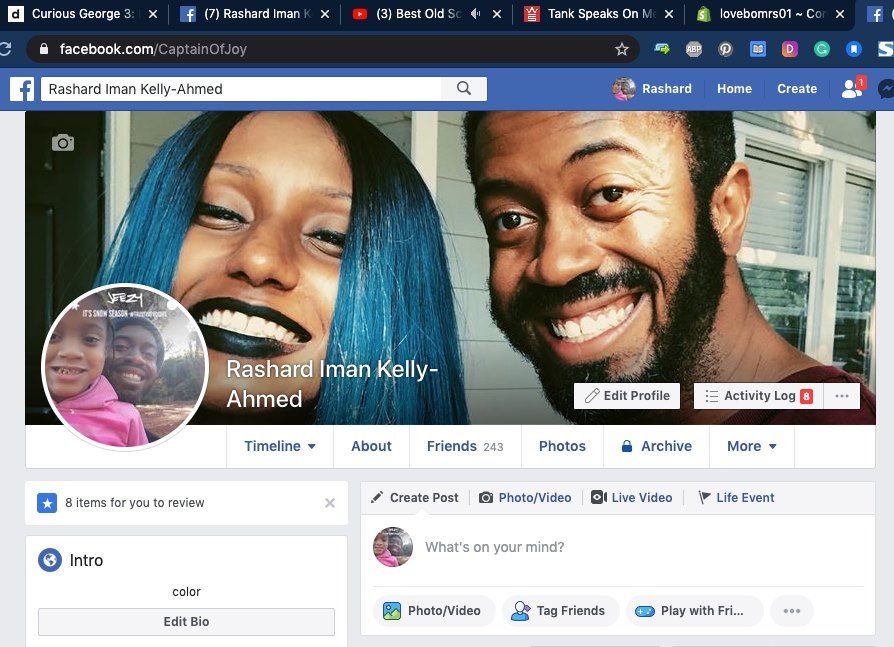 Curious George 3:
(7) Rashard Iman K
(3) Best Old Sc
Tank Speaks On Me
lovebomrs01 ~ Cor
facebook.com/CaptainOfJoy
ABP
Rashard Iman Kelly-Ahmed
Rashard
Home
Create
1
JEEZY
IT'S SNOW SEASON
Rashard Iman Kelly-
Ahmed
Edit Profile
Activity Log 8
Timeline
About
Friends 243
Photos
Archive
More
8 items for you to review
Create Post
Photo/Video
Live Video
Life Event
What's on your mind?
Intro
color
Edit Bio
Photo/Video
Tag Friends
Play with Fri...